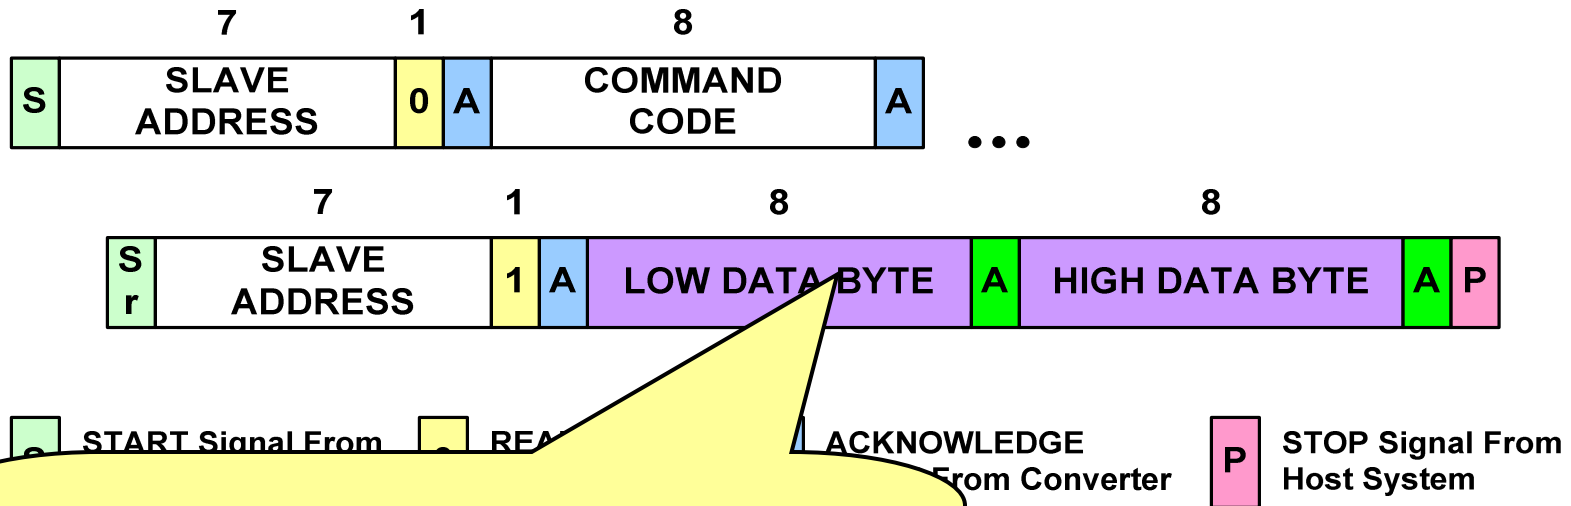 7 1 8
S SLAVE ADDRESS 0 A COMMAND CODE A
...
7 1 8 8
Sr SLAVE ADDRESS 1 A LOW DATA BYTE A HIGH DATA BYTE A P
START Signal From
ACKNOWLEDGE
From Converter
P STOP Signal From
Host System